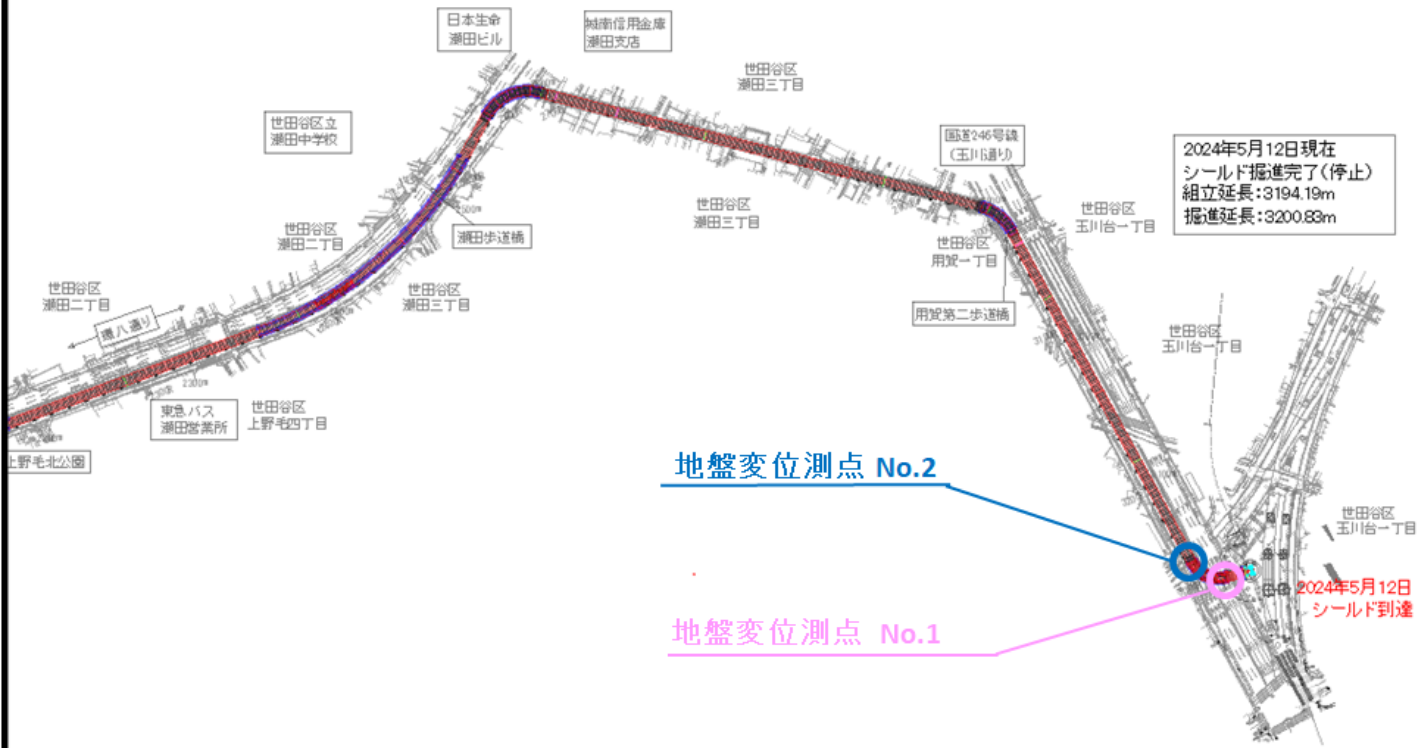 日本生命
瀬田ビル
城南信用金庫
瀬田支店
世田谷区
瀬田三丁目
世田谷区立
瀬田中学校
国道246号線
(玉川通り)
2024年5月12日現在
シールド掘進完了(停止)
組立延長:3194.19m
掘進延長:3200.83m
世田谷区
瀬田三丁目
世田谷区
玉川台一丁目
世田谷区
瀬田二丁目
瀬田歩道橋
世田谷区
用賀一丁目
世田谷区
瀬田二丁目
世田谷区
瀬田三丁目
用賀第二歩道橋
環八通り
世田谷区
玉川台一丁目
2300m
東急バス
瀬田営業所
世田谷区
上野毛四丁目
上野毛北公園
地盤変位測点 No.2
世田谷区
玉川台一丁目
2024年5月12日
シールド到達
地盤変位測点 No.1